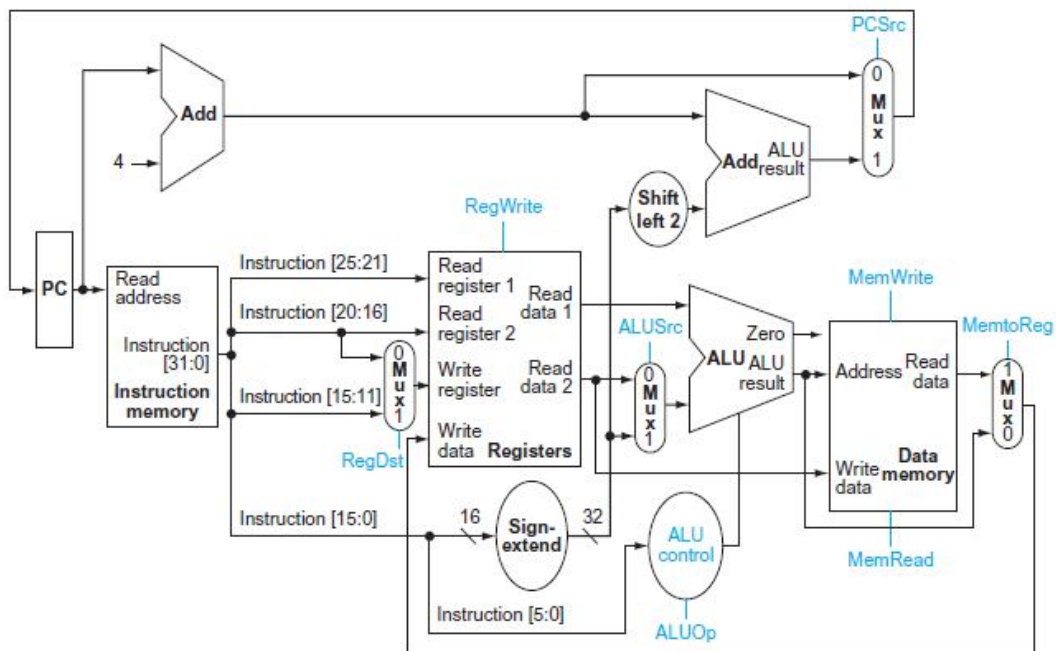 PCSrc
0
M
u
x
1
Add
4
Add ALU
result
Shift
left 2
RegWrite
PC
Read
address
Instruction
[31:0]
Instruction
memory
Instruction [25:21]
Instruction [20:16]
Instruction [15:11]
0
M
u
x
1
RegDst
Read
register 1
Read
register 2
Write
register
Write
data
Read
data 1
Read
data 2
Registers
ALUSrc
0
M
u
x
1
Zero
ALU ALU
result
MemWrite
Address
Read
data
Write
data
Data
memory
MemRead
MemtoReg
1
M
u
x
0
Instruction [15:0]
16
Sign-
extend
32
Instruction [5:0]
ALU
control
ALUOp